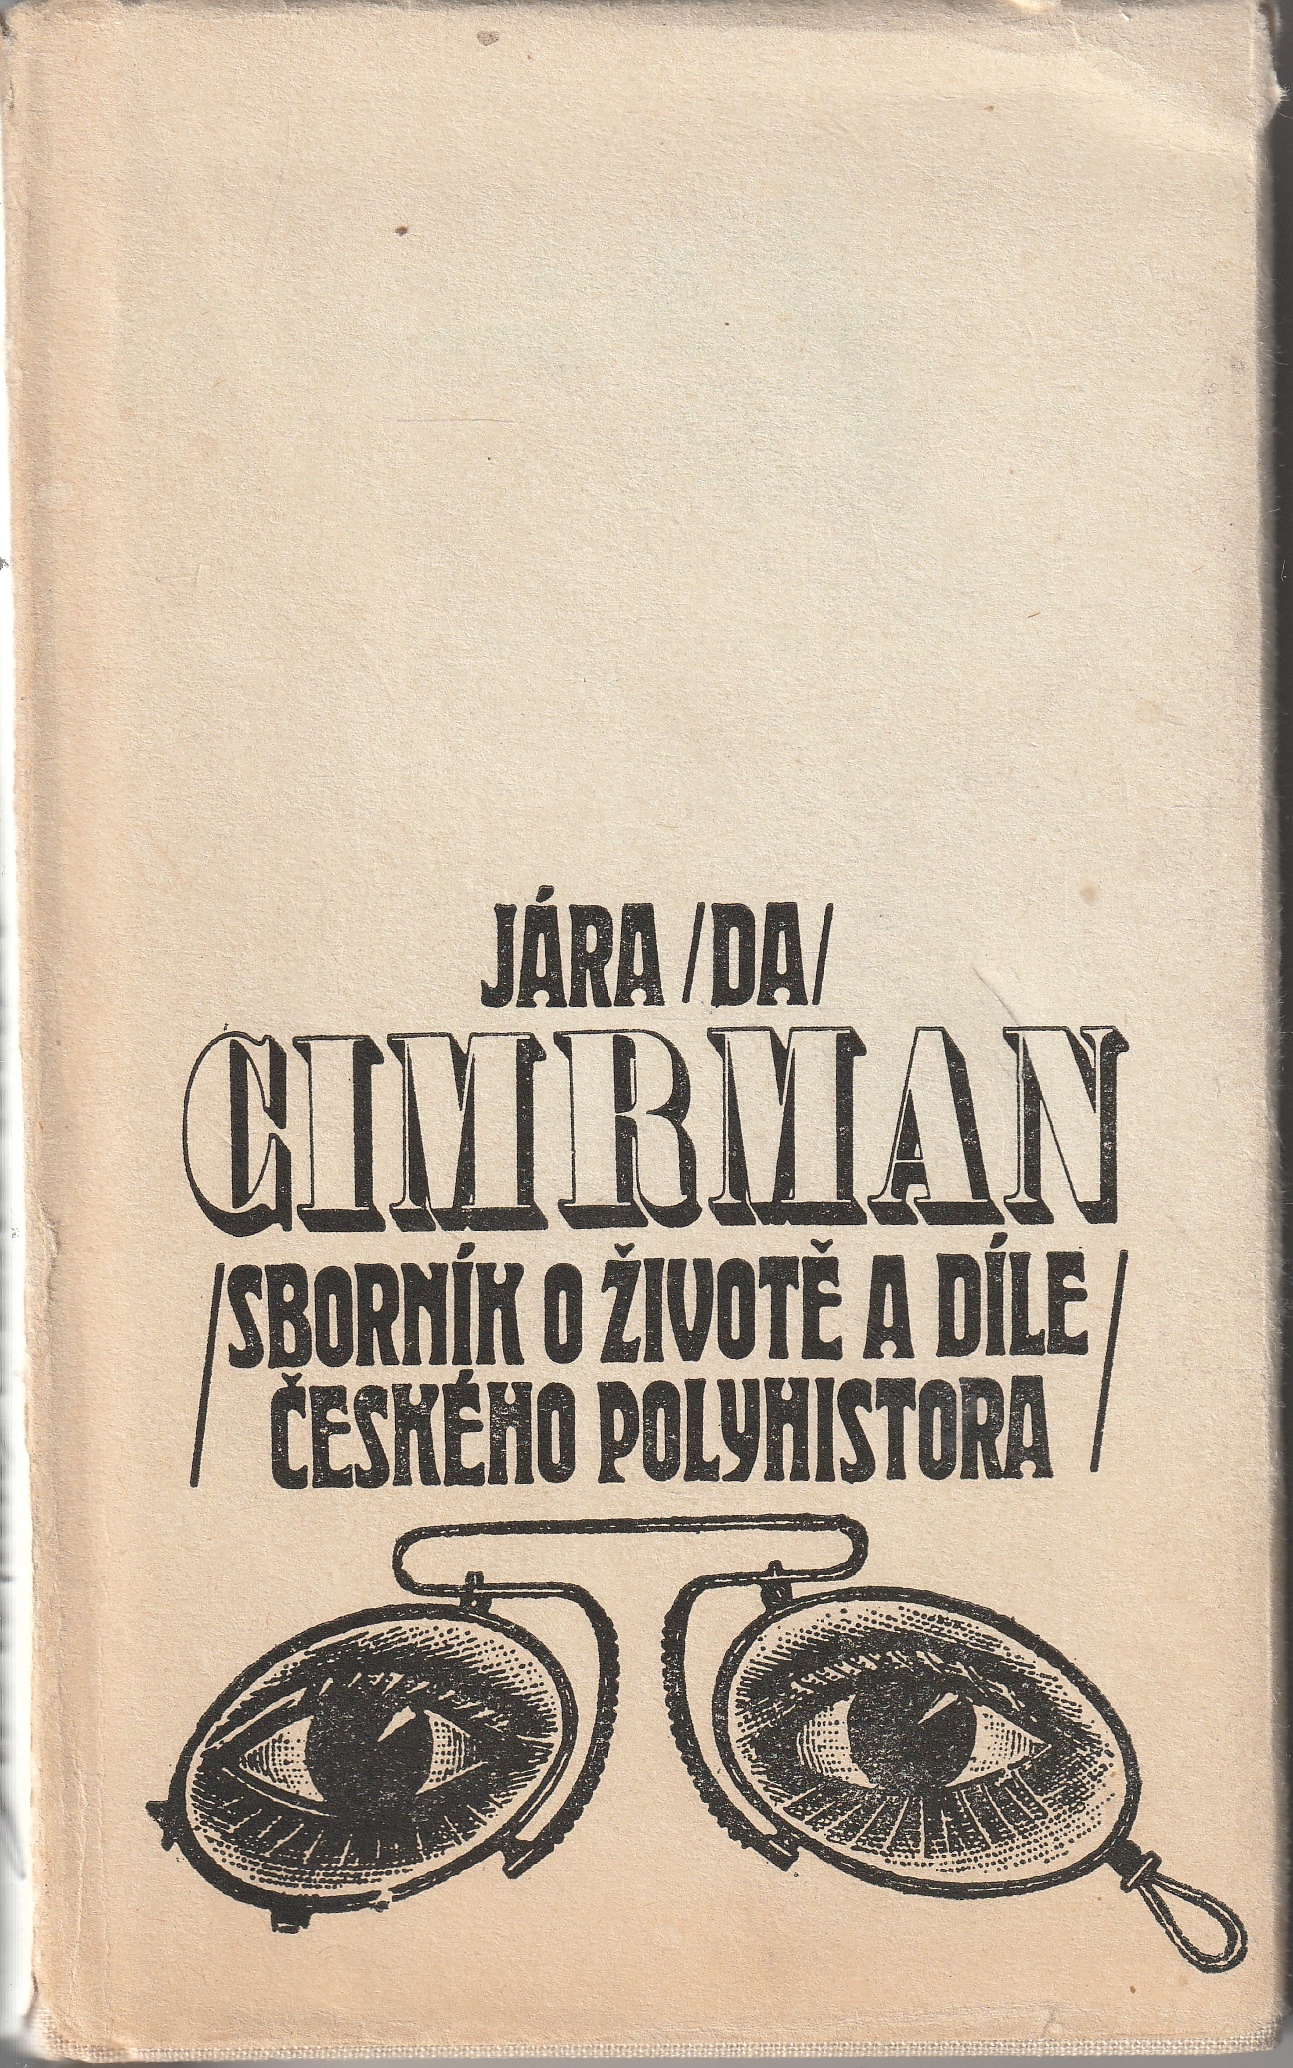 JÁRA /DA/
CIMRMAN
/SBORNÍK O ŽIVOTĚ A DÍLE
ČESKÉHO POLYHISTORA/